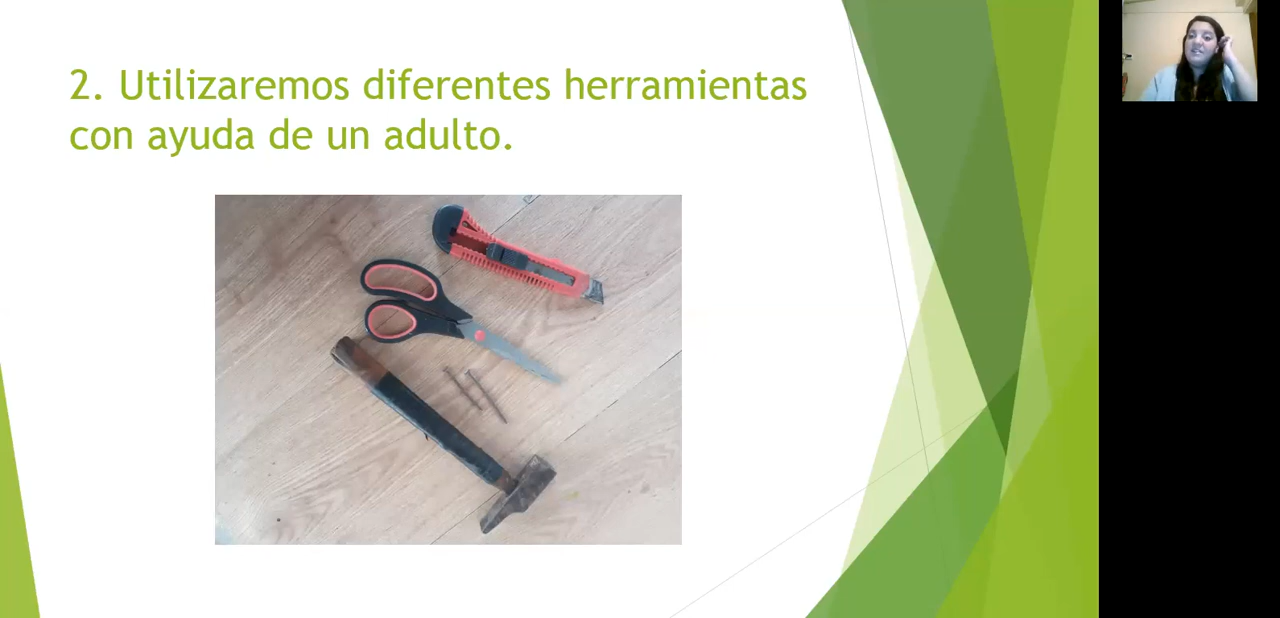 2. Utilizaremos diferentes herramientas
con ayuda de un adulto.